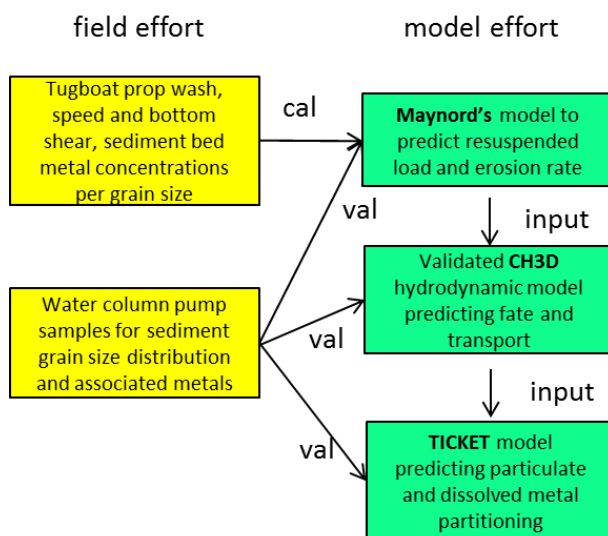 field effort
model effort
Tugboat prop wash,
speed and bottom
shear, sediment bed
metal concentrations
per grain size
cal
Maynord's model to
predict resuspended
load and erosion rate
val
input
Water column pump
samples for sediment
grain size distribution
and associated metals
val
Validated CH3D
hydrodynamic model
predicting fate and
transport
input
val
TICKET model
predicting particulate
and dissolved metal
partitioning